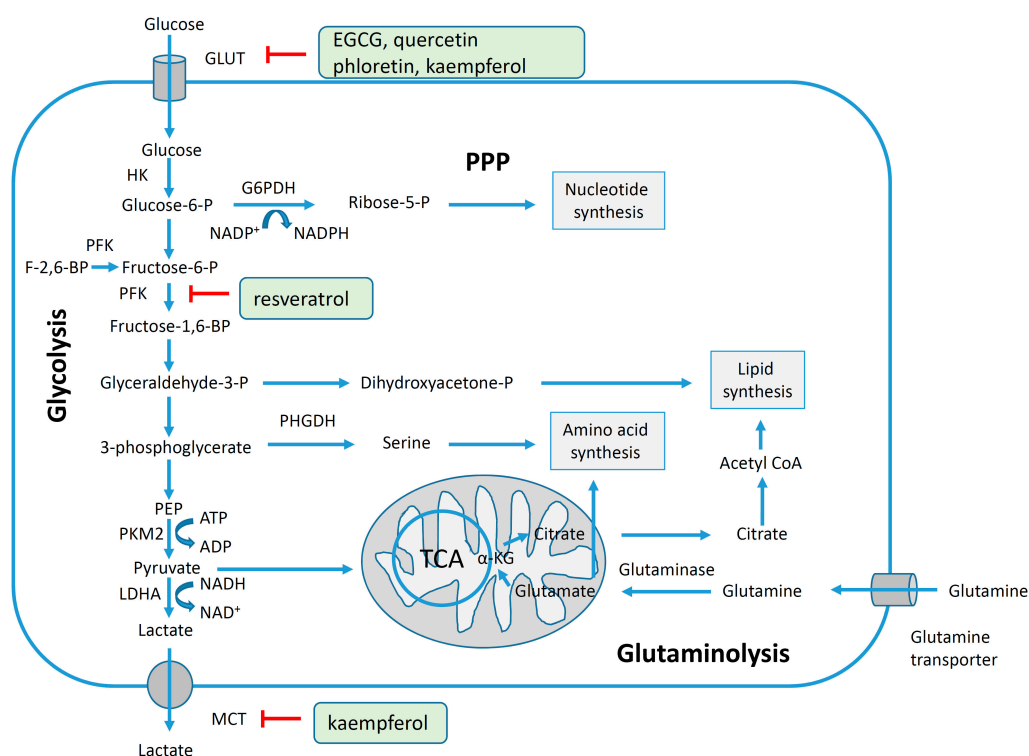 Glucose
GLUT
EGCG, quercetin
phloretin, kaempferol
Glucose
HK
PPP
Glucose-6-P
G6PDH
NADP⁺
NADPH
Ribose-5-P
Nucleotide
synthesis
PFK
F-2,6-BP
Fructose-6-P
PFK
resveratrol
Fructose-1,6-BP
Glycolysis
Glyceraldehyde-3-P
Dihydroxyacetone-P
Lipid
synthesis
3-phosphoglycerate
PHGDH
Serine
Amino acid
synthesis
Acetyl CoA
PEP
PKM2
ATP
ADP
Citrate
Citrate
TCA
α-KG
Pyruvate
Glutamate
Glutaminase
Glutamine
Glutamine
LDHA
NADH
NAD⁺
Lactate
Glutaminolysis
Glutamine
transporter
MCT
kaempferol
Lactate